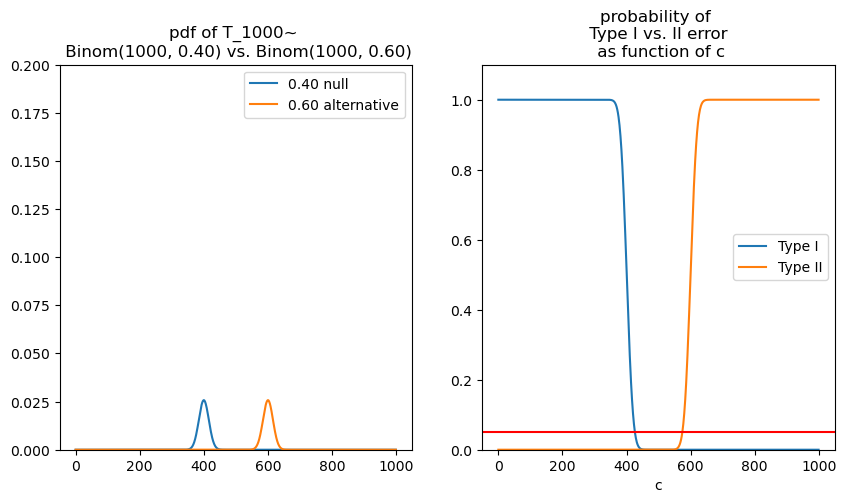 pdf of T_1000~
Binom(1000, 0.40) vs. Binom(1000, 0.60)
0.200
0.175
0.150
0.125
0.100
0.075
0.050
0.025
0.000
0 200 400 600 800 1000
0.40 null
0.60 alternative
probability of
Type I vs. II error
as function of c
1.0
0.8
0.6
0.4
0.2
0.0
0 200 400 600 800 1000
c
Type I
Type II